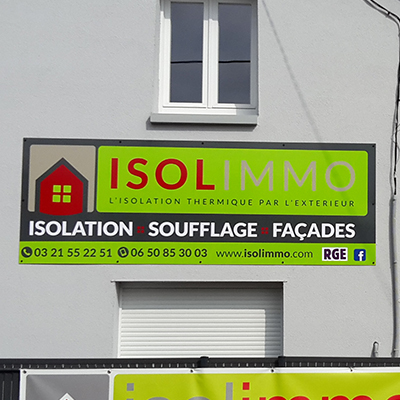 ISOLIMMO
L'ISOLATION THERMIQUE PAR L'EXTERIEUR
ISOLATION SOUFFLAGE FAÇADES
03 21 55 22 51 06 50 85 30 03 www.isolimmo.com RGE f
isolimmo